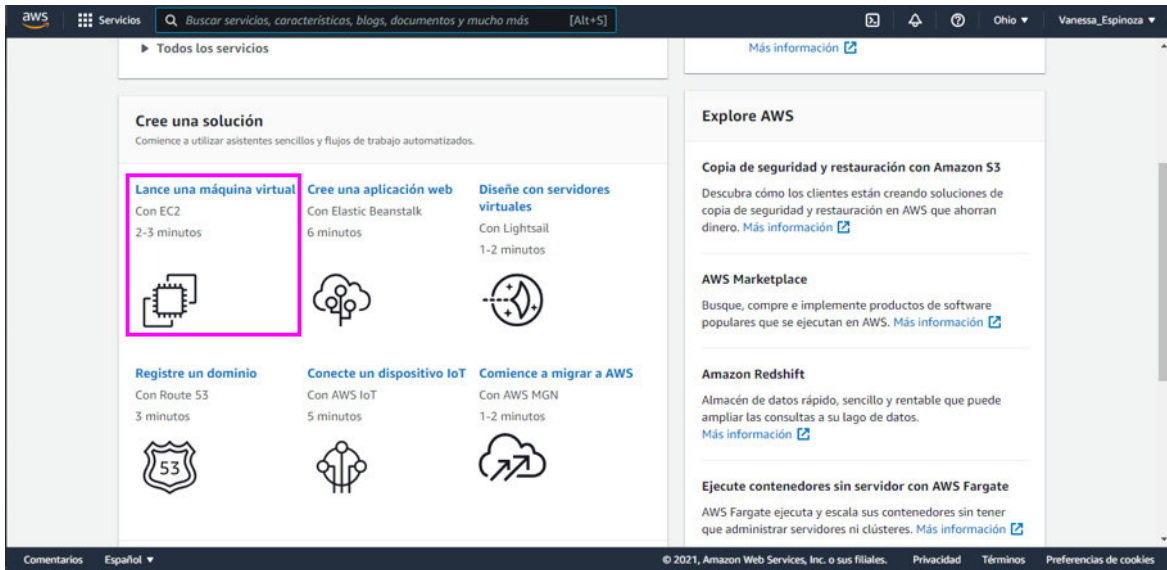 aws
Servicios
Buscar servicios, características, blogs, documentos y mucho más
[Alt+S]
Ohio
Vanessa_Espinoza
Todos los servicios
Más información
Cree una solución
Comience a utilizar asistentes sencillos y flujos de trabajo automatizados.
Lance una máquina virtual
Con EC2
2-3 minutos
Cree una aplicación web
Con Elastic Beanstalk
6 minutos
Diseñe con servidores
virtuales
Con Lightsail
1-2 minutos
Registre un dominio
Con Route 53
3 minutos
53
Conecte un dispositivo IoT
Con AWS IoT
5 minutos
Comience a migrar a AWS
Con AWS MGN
1-2 minutos
Explore AWS
Copia de seguridad y restauración con Amazon S3
Descubra cómo los clientes están creando soluciones de
copia de seguridad y restauración en AWS que ahorran
dinero. Más información
AWS Marketplace
Busque, compre e implemente productos de software
populares que se ejecutan en AWS. Más información
Amazon Redshift
Almacén de datos rápido, sencillo y rentable que puede
ampliar las consultas a su lago de datos.
Más información
Ejecute contenedores sin servidor con AWS Fargate
AWS Fargate ejecuta y escala sus contenedores sin tener
que administrar servidores ni clústeres. Más información
Comentarios
Español
© 2021, Amazon Web Services, Inc. o sus filiales.
Privacidad
Términos
Preferencias de cookies